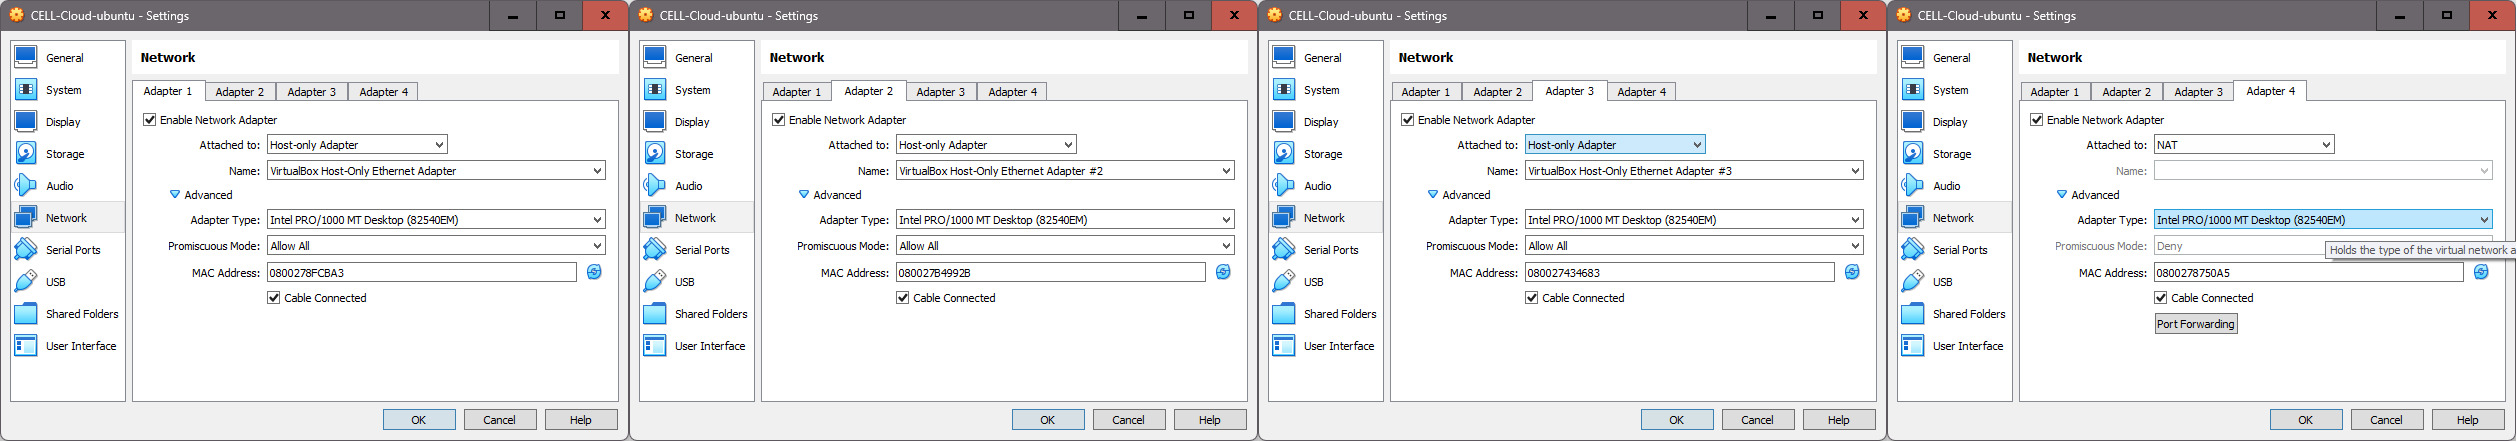 CELL-Cloud-ubuntu - Settings
General
System
Display
Storage
Audio
Network
Serial Ports
USB
Shared Folders
User Interface
Network
Adapter 1 Adapter 2 Adapter 3 Adapter 4
Enable Network Adapter
Attached to: Host-only Adapter
Name: VirtualBox Host-Only Ethernet Adapter
Advanced
Adapter Type: Intel PRO/1000 MT Desktop (82540EM)
Promiscuous Mode: Allow All
MAC Address: 0800278FCBA3
Cable Connected
OK Cancel Help
CELL-Cloud-ubuntu - Settings
General
System
Display
Storage
Audio
Network
Serial Ports
USB
Shared Folders
User Interface
Network
Adapter 1 Adapter 2 Adapter 3 Adapter 4
Enable Network Adapter
Attached to: Host-only Adapter
Name: VirtualBox Host-Only Ethernet Adapter #2
Advanced
Adapter Type: Intel PRO/1000 MT Desktop (82540EM)
Promiscuous Mode: Allow All
MAC Address: 080027B4992B
Cable Connected
OK Cancel Help
CELL-Cloud-ubuntu - Settings
General
System
Display
Storage
Audio
Network
Serial Ports
USB
Shared Folders
User Interface
Network
Adapter 1 Adapter 2 Adapter 3 Adapter 4
Enable Network Adapter
Attached to: Host-only Adapter
Name: VirtualBox Host-Only Ethernet Adapter #3
Advanced
Adapter Type: Intel PRO/1000 MT Desktop (82540EM)
Promiscuous Mode: Allow All
MAC Address: 080027434683
Cable Connected
OK Cancel Help
CELL-Cloud-ubuntu - Settings
General
System
Display
Storage
Audio
Network
Serial Ports
USB
Shared Folders
User Interface
Network
Adapter 1 Adapter 2 Adapter 3 Adapter 4
Enable Network Adapter
Attached to: NAT
Name:
Advanced
Adapter Type: Intel PRO/1000 MT Desktop (82540EM)
Promiscuous Mode: Deny
Holds the type of the virtual network a
MAC Address: 0800278750A5
Cable Connected
Port Forwarding
OK Cancel Help